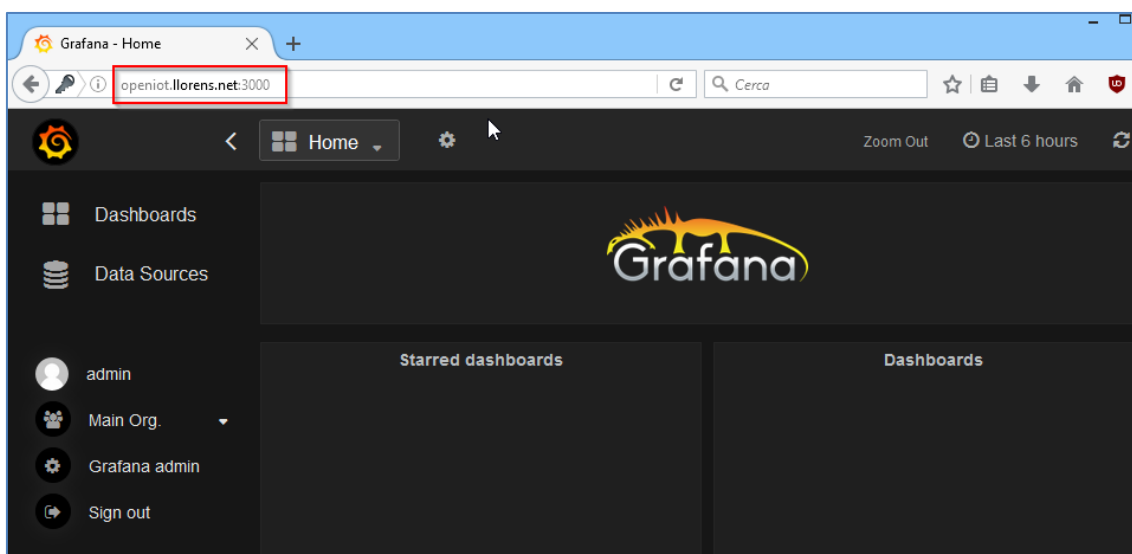 Grafana - Home
openiot.llorens.net:3000
Cerca
Home
Zoom Out
Last 6 hours
Dashboards
Data Sources
Grafana
admin
Main Org.
Grafana admin
Sign out
Starred dashboards
Dashboards